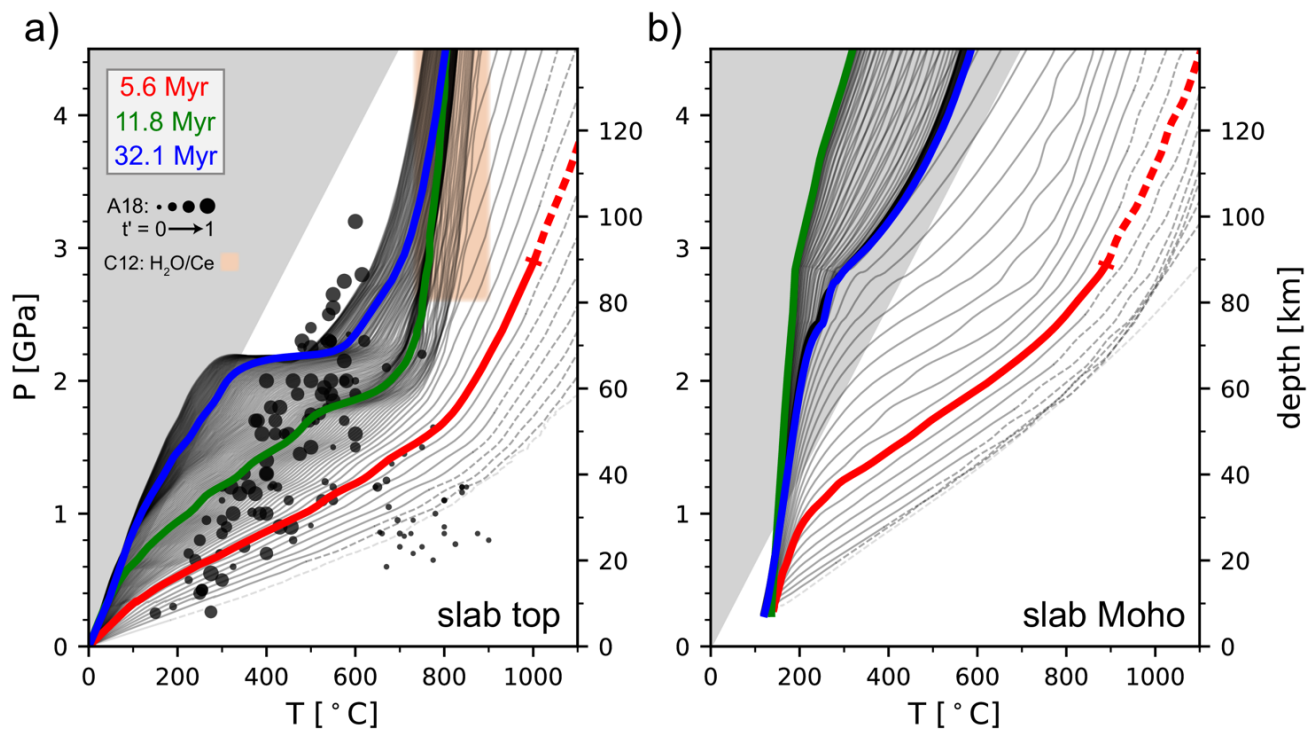 a)
b)
5.6 Myr
11.8 Myr
32.1 Myr
A18:
t' = 0→1
C12: H₂O/Ce
P [GPa]
4
3
2
1
0
120
100
80
60
40
20
0
slab top
0 200 400 600 800 1000
T [°C]
4
3
2
1
0
120
100
80
60
40
20
0
depth [km]
slab Moho
0 200 400 600 800 1000
T [°C]